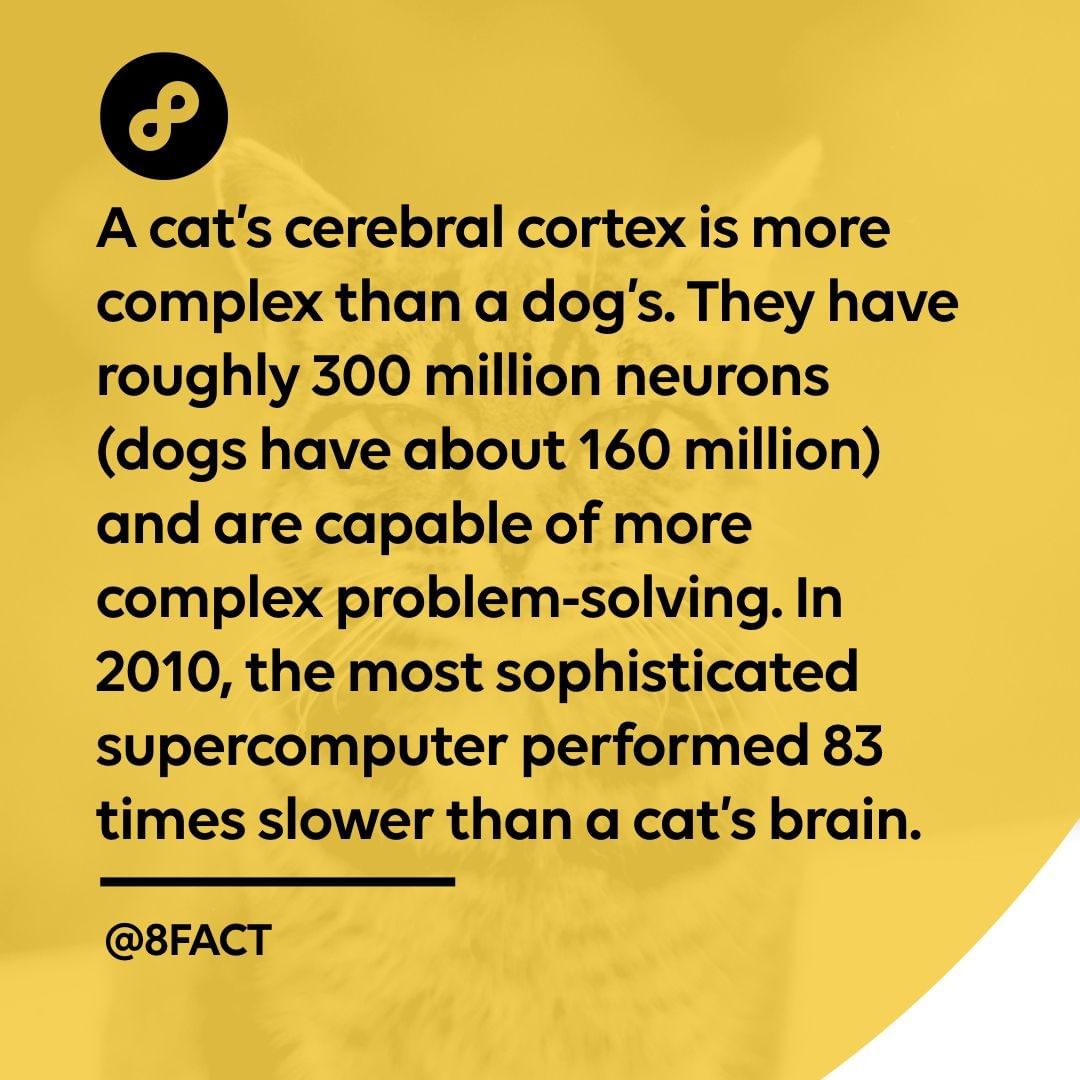 A cat's cerebral cortex is more
complex than a dog's. They have
roughly 300 million neurons
(dogs have about 160 million)
and are capable of more
complex problem-solving. In
2010, the most sophisticated
supercomputer performed 83
times slower than a cat's brain.
@8FACT